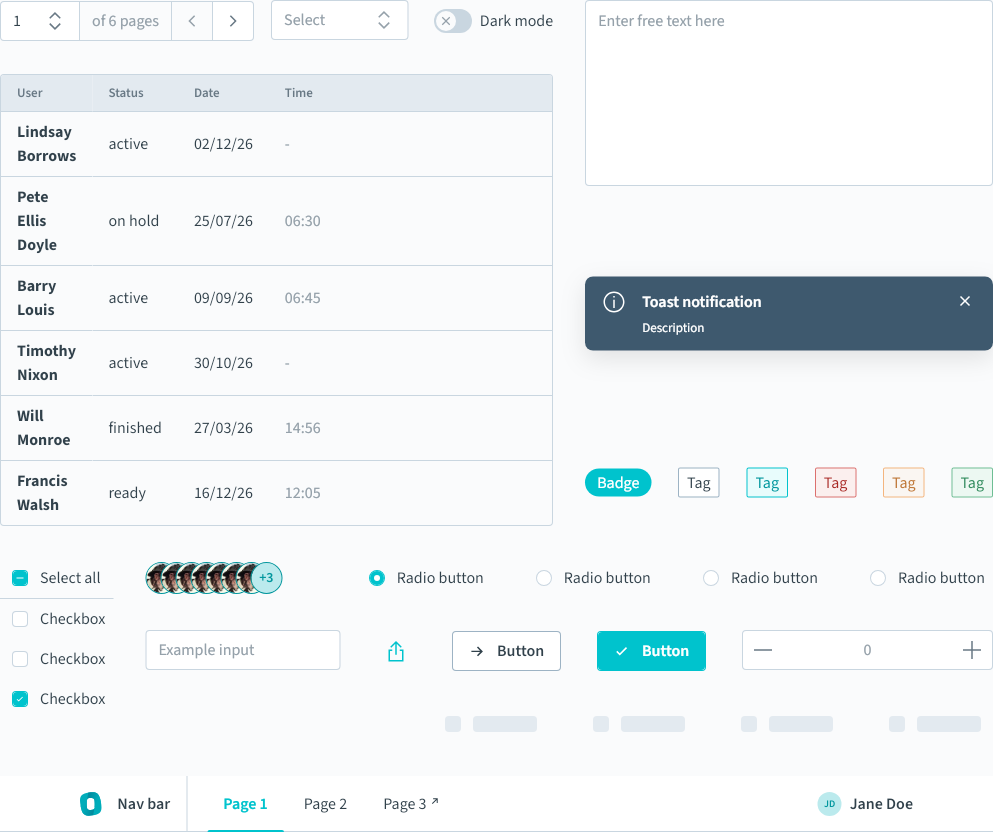 1
of 6 pages
Select
Dark mode
Enter free text here
User Status Date Time
Lindsay
Borrows
active 02/12/26 -
Pete
Ellis
Doyle
on hold 25/07/26 06:30
Barry
Louis
active 09/09/26 06:45
Timothy
Nixon
active 30/10/26 -
Will
Monroe
finished 27/03/26 14:56
Francis
Walsh
ready 16/12/26 12:05
Toast notification
Description
Badge Tag Tag Tag Tag Tag
Select all
Checkbox
Checkbox
Checkbox
+3
Radio button Radio button Radio button Radio button
Example input
Button
Button
0
Nav bar
Page 1 Page 2 Page 3
JD Jane Doe